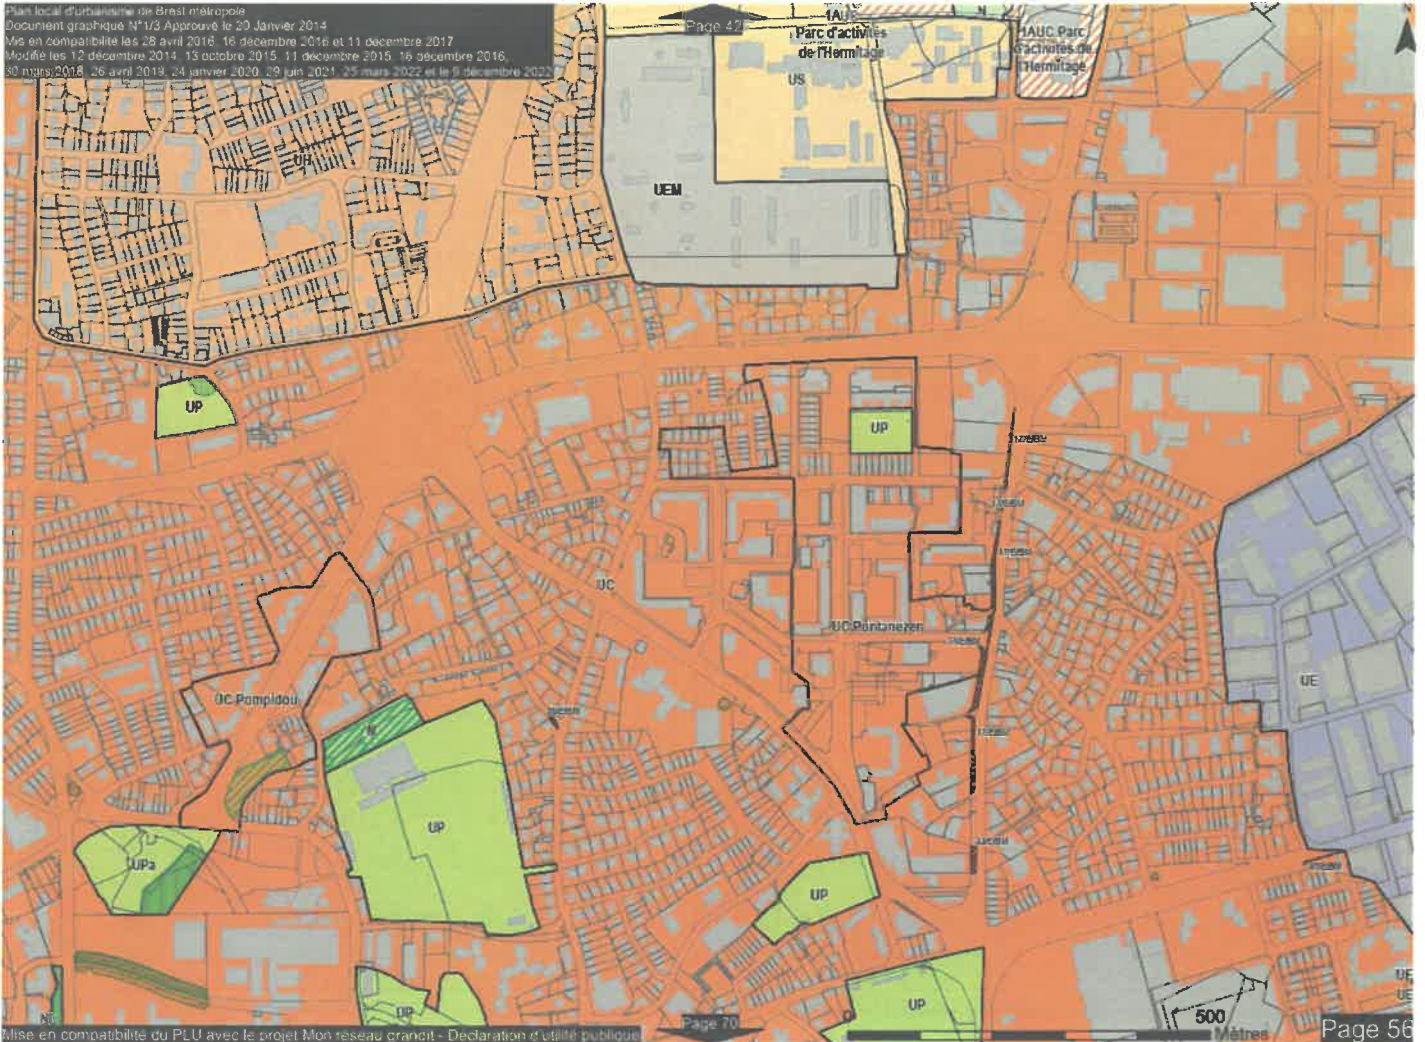 Plan local d'urbanisme de Brest métropole
Document graphique N°1/3 Approuvé le 20 Janvier 2014
Mis en compatibilité les 28 avril 2016, 16 décembre 2016 et 11 décembre 2017
Modifié les 12 décembre 2014, 13 octobre 2015, 11 décembre 2015, 16 décembre 2016,
30 mars 2018, 26 avril 2019, 24 janvier 2020, 29 juin 2021, 25 mars 2022 et le 9 décembre 2022
Page 42
1AUE
Parc d'activités
de l'Hermitage
US
N
1AUC Parc
d'activités de
l'Hermitage
UH
UEM
UP
UP
UC
UC Pontanezen
UE
UC Pompidou
N
UP
UPa
UP
UP
UP
UE
UE
500
Mètres
Page 70
Mise en compatibilité du PLU avec le projet Mon réseau grandit - Déclaration d'utilité publique
Page 56